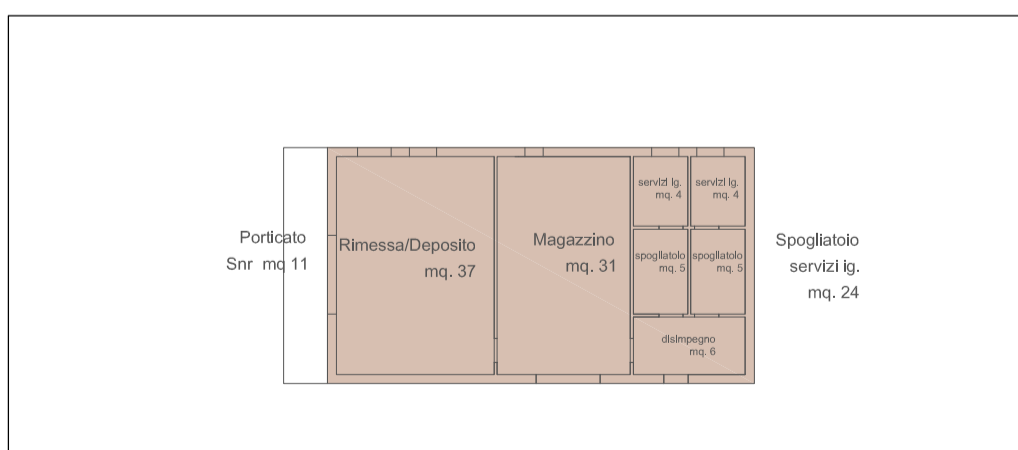 Porticato
Snr mq 11
Rimessa/Deposito
mq. 37
Magazzino
mq. 31
servizi ig.
mq. 4
servizi ig.
mq. 4
spogliatoio
mq. 5
spogliatoio
mq. 5
disimpegno
mq. 6
Spogliatoio
servizi ig.
mq. 24